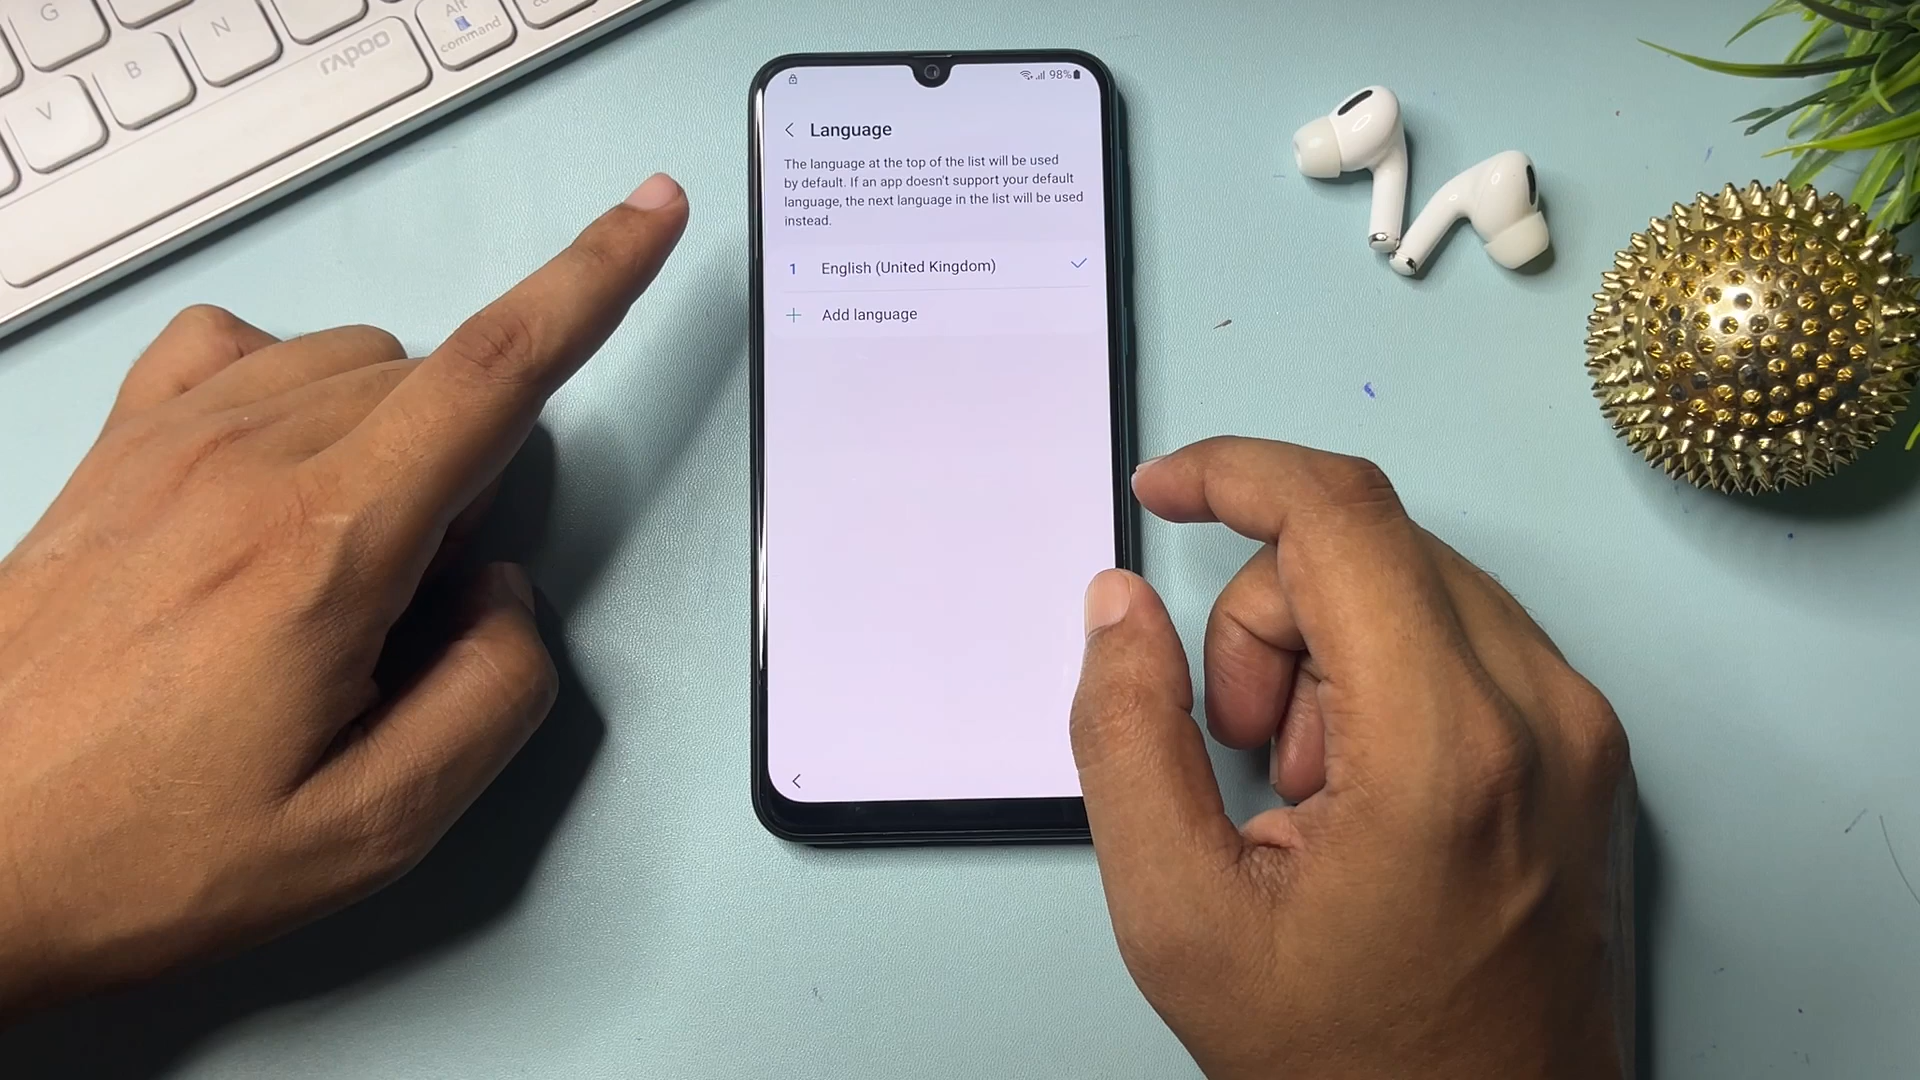 G
N
Alt
command
B
rapoo
V
98%
Language
The language at the top of the list will be used
by default. If an app doesn't support your default
language, the next language in the list will be used
instead.
1 English (United Kingdom)
+ Add language